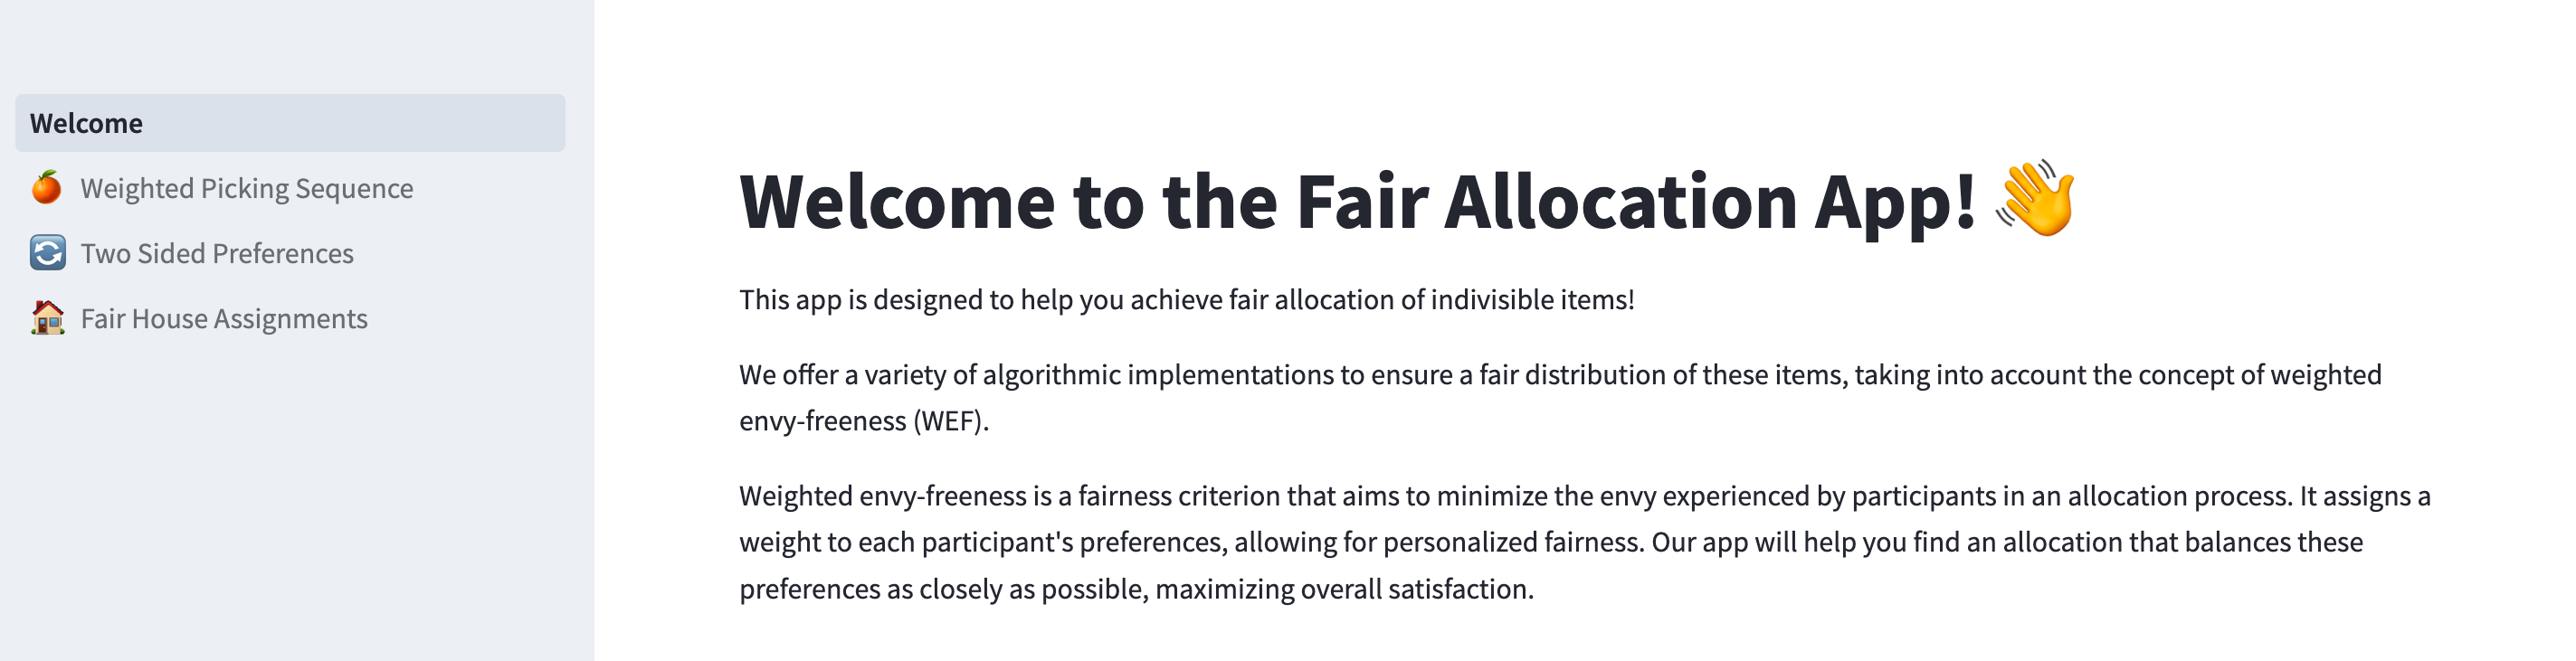 Welcome
Weighted Picking Sequence
Two Sided Preferences
Fair House Assignments
Welcome to the Fair Allocation App! 👋
This app is designed to help you achieve fair allocation of indivisible items!
We offer a variety of algorithmic implementations to ensure a fair distribution of these items, taking into account the concept of weighted
envy-freeness (WEF).
Weighted envy-freeness is a fairness criterion that aims to minimize the envy experienced by participants in an allocation process. It assigns a
weight to each participant's preferences, allowing for personalized fairness. Our app will help you find an allocation that balances these
preferences as closely as possible, maximizing overall satisfaction.